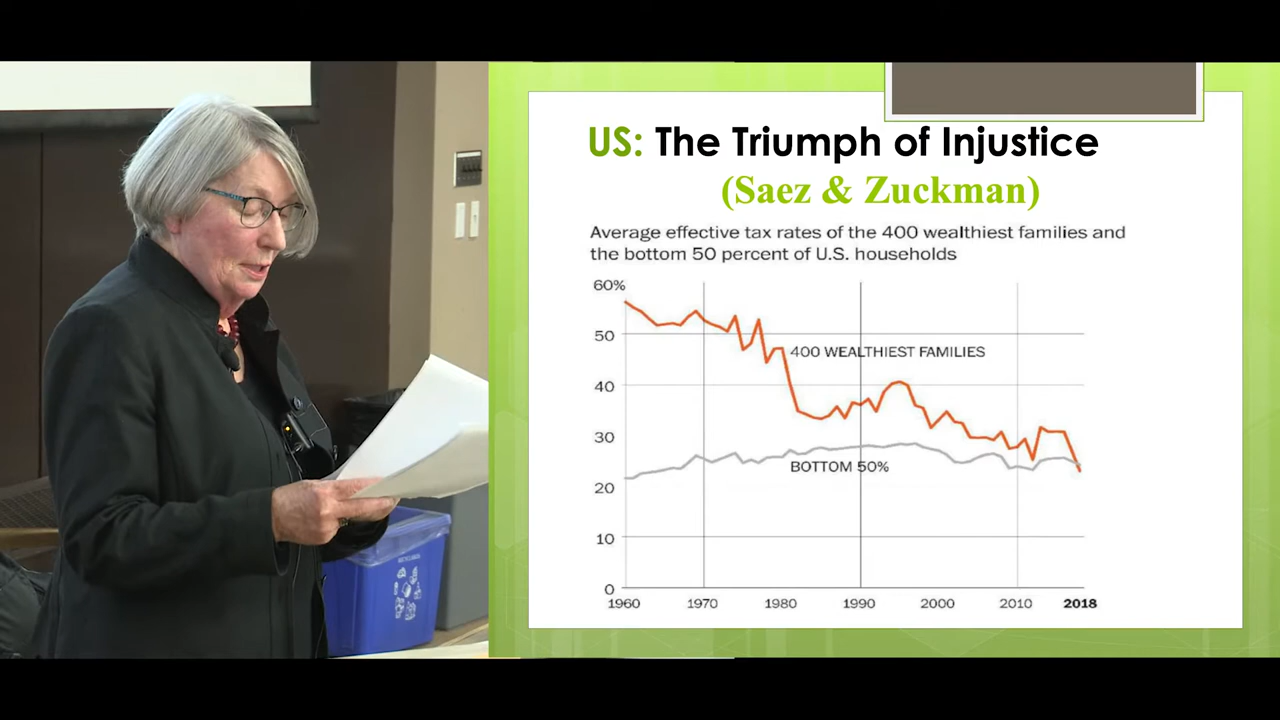 US: The Triumph of Injustice
(Saez & Zuckman)
Average effective tax rates of the 400 wealthiest families and
the bottom 50 percent of U.S. households
60%
50
400 WEALTHIEST FAMILIES
40
30
BOTTOM 50%
20
10
0
1960 1970 1980 1990 2000 2010 2018